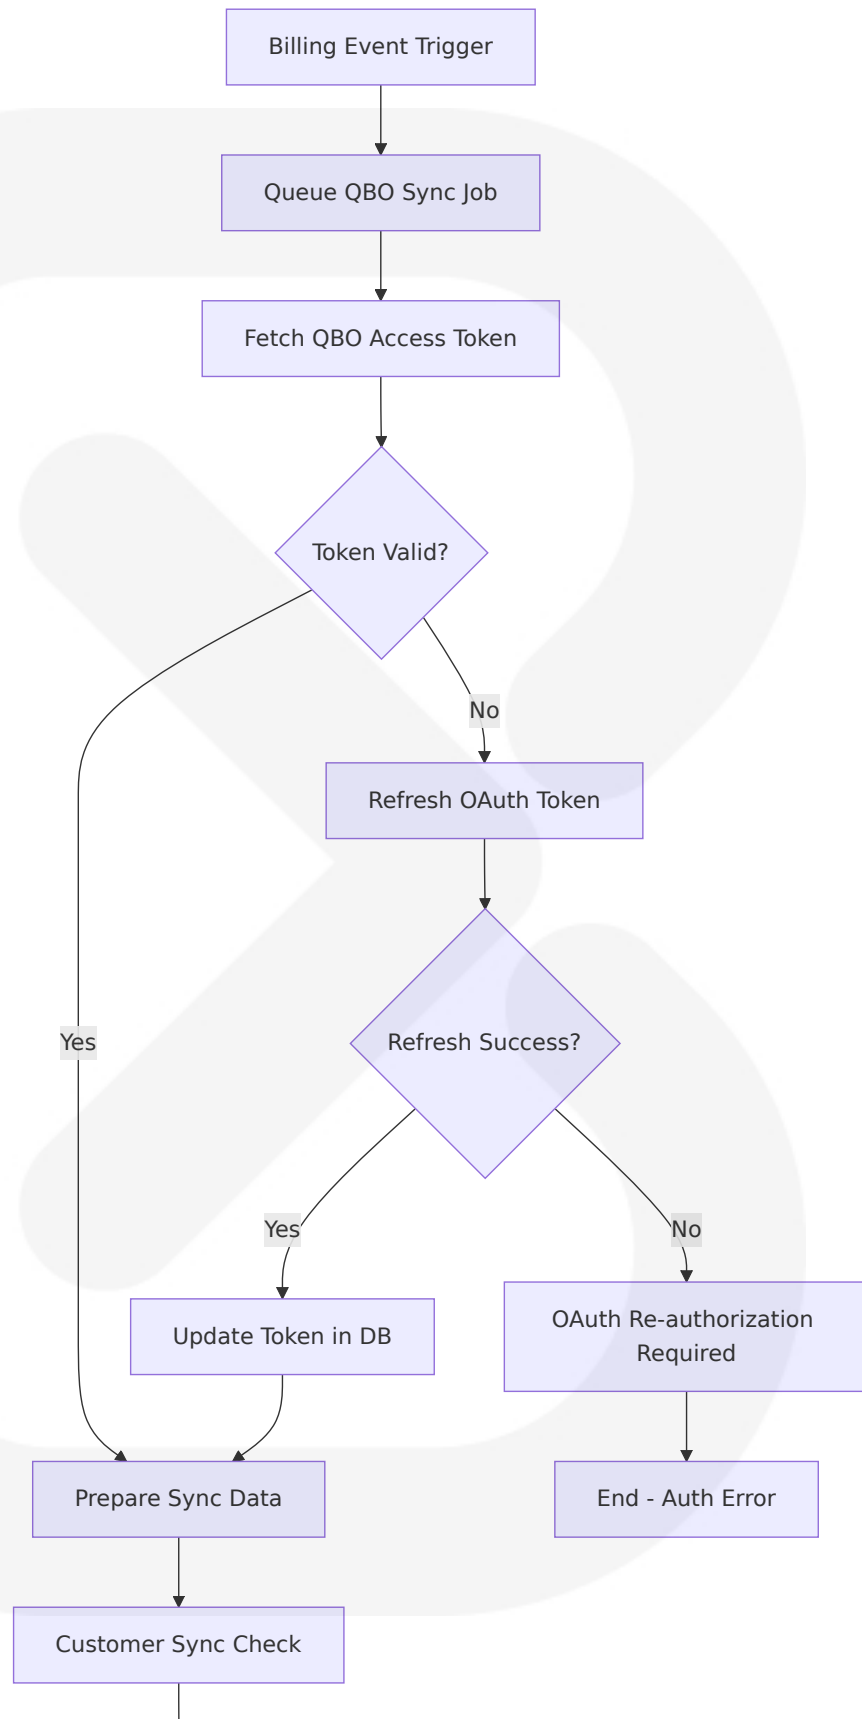 Billing Event Trigger
Queue QBO Sync Job
Fetch QBO Access Token
Token Valid?
No
Refresh OAuth Token
Yes
Refresh Success?
Yes
No
Update Token in DB
OAuth Re-authorization
Required
Prepare Sync Data
End - Auth Error
Customer Sync Check